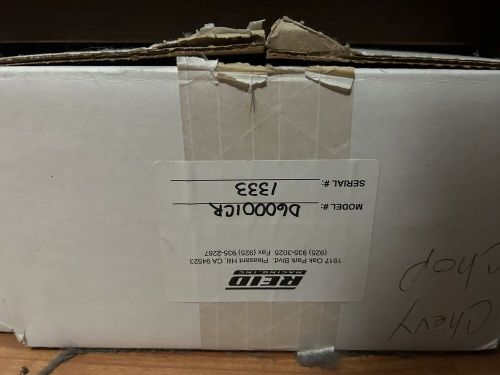 REID
RACING, INC.
1917 Oak Park Blvd. Pleasant Hill, CA 94523
(925) 935-3025 Fax (925) 935-2287
MODEL #: D60001CR
SERIAL #: 1333
Chevy